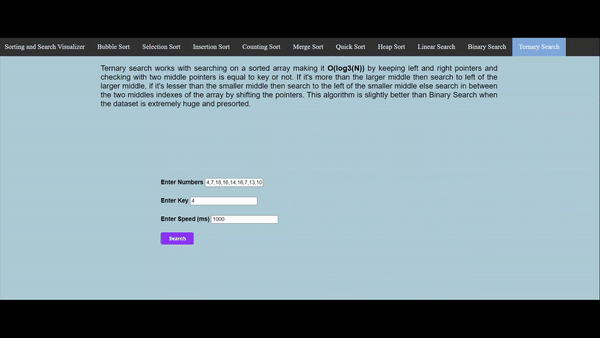 Sorting and Search Visualizer Bubble Sort Selection Sort Insertion Sort Counting Sort Merge Sort Quick Sort Heap Sort Linear Search Binary Search Ternary Search
Ternary search works with searching on a sorted array making it O(log3(N)) by keeping left and right pointers and
checking with two middle pointers is equal to key or not. If it's more than the larger middle then search to left of the
larger middle, if it's lesser than the smaller middle then search to the left of the smaller middle else search in between
the two middles indexes of the array by shifting the pointers. This algorithm is slightly better than Binary Search when
the dataset is extremely huge and presorted.
Enter Numbers 4,7,18,16,14,16,7,13,10
Enter Key 4
Enter Speed (ms) 1000
Search